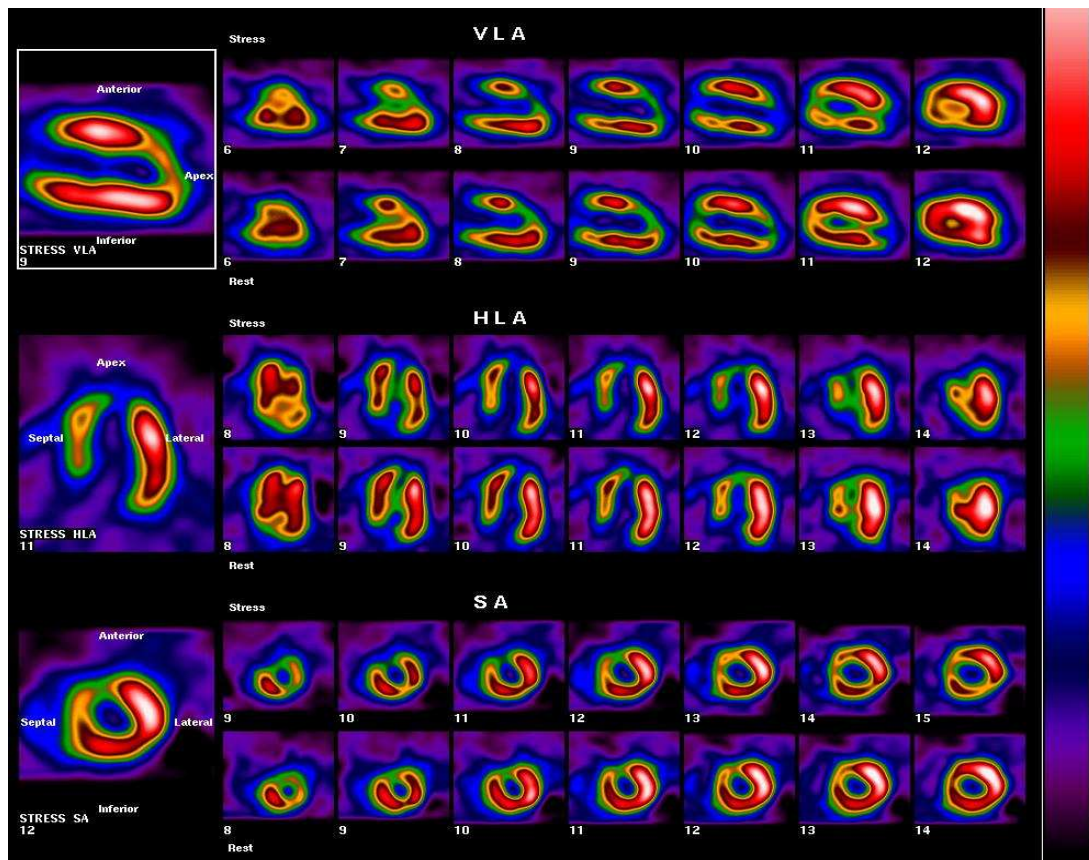 Stress
VLA
Anterior
Apex
Inferior
STRESS VLA
9
6 7 8 9 10 11 12
6 7 8 9 10 11 12
Rest
Stress
HLA
Apex
Septal
Lateral
STRESS HLA
11
8 9 10 11 12 13 14
8 9 10 11 12 13 14
Rest
Stress
SA
Anterior
Septal
Lateral
Inferior
STRESS SA
12
9 10 11 12 13 14 15
8 9 10 11 12 13 14
Rest